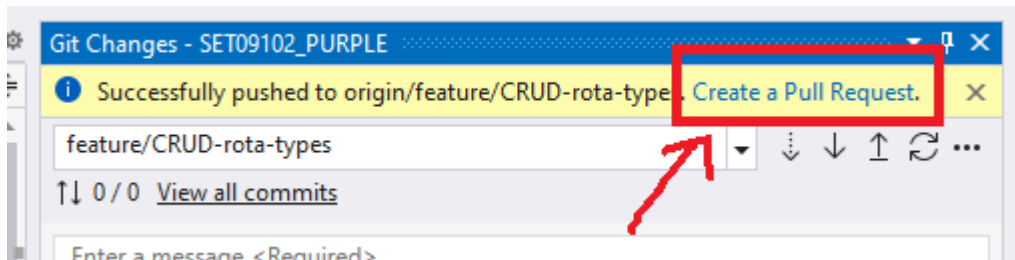 Git Changes - SET09102_PURPLE
Successfully pushed to origin/feature/CRUD-rota-types. Create a Pull Request.
feature/CRUD-rota-types
0 / 0 View all commits
Enter a message <Required>